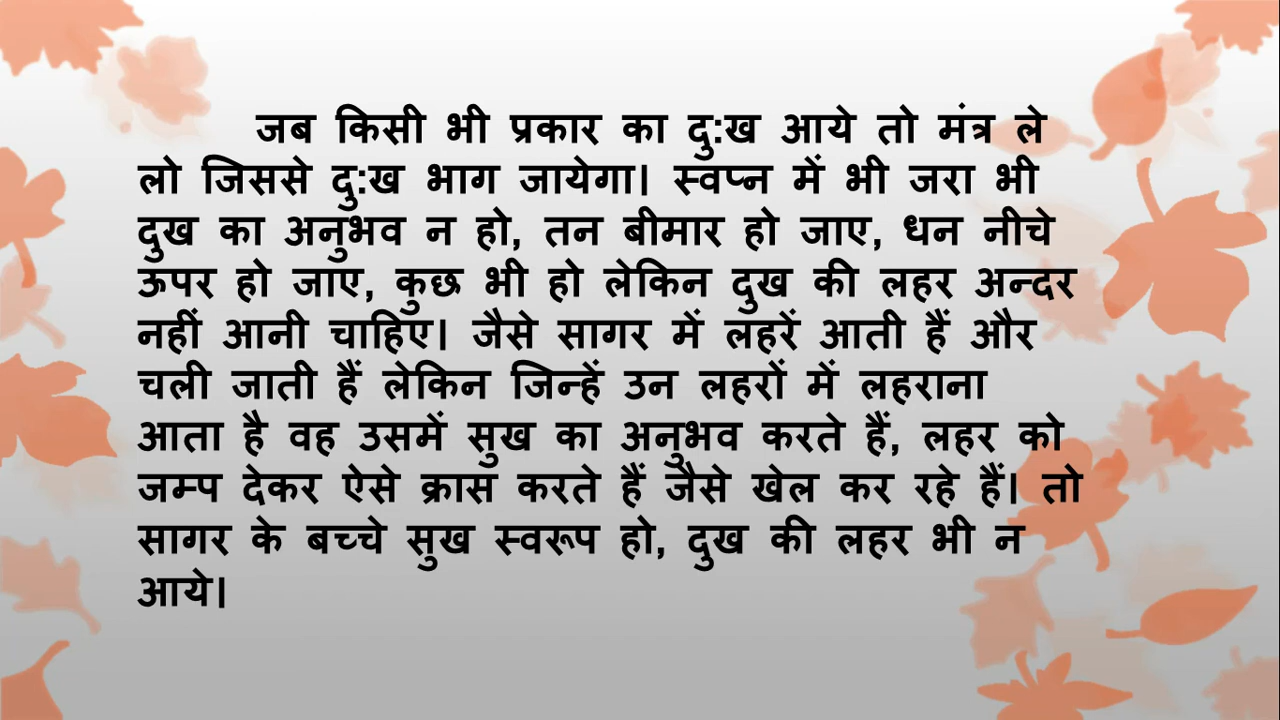 जब किसी भी प्रकार का दु:ख आये तो मंत्र ले
लो जिससे दु:ख भाग जायेगा। स्वप्न में भी जरा भी
दुख का अनुभव न हो, तन बीमार हो जाए, धन नीचे
ऊपर हो जाए, कुछ भी हो लेकिन दुख की लहर अन्दर
नहीं आनी चाहिए। जैसे सागर में लहरें आती हैं और
चली जाती हैं लेकिन जिन्हें उन लहरों में लहराना
आता है वह उसमें सुख का अनुभव करते हैं, लहर को
जम्प देकर ऐसे क्रास करते हैं जैसे खेल कर रहे हैं। तो
सागर के बच्चे सुख स्वरूप हो, दुख की लहर भी न
आये।